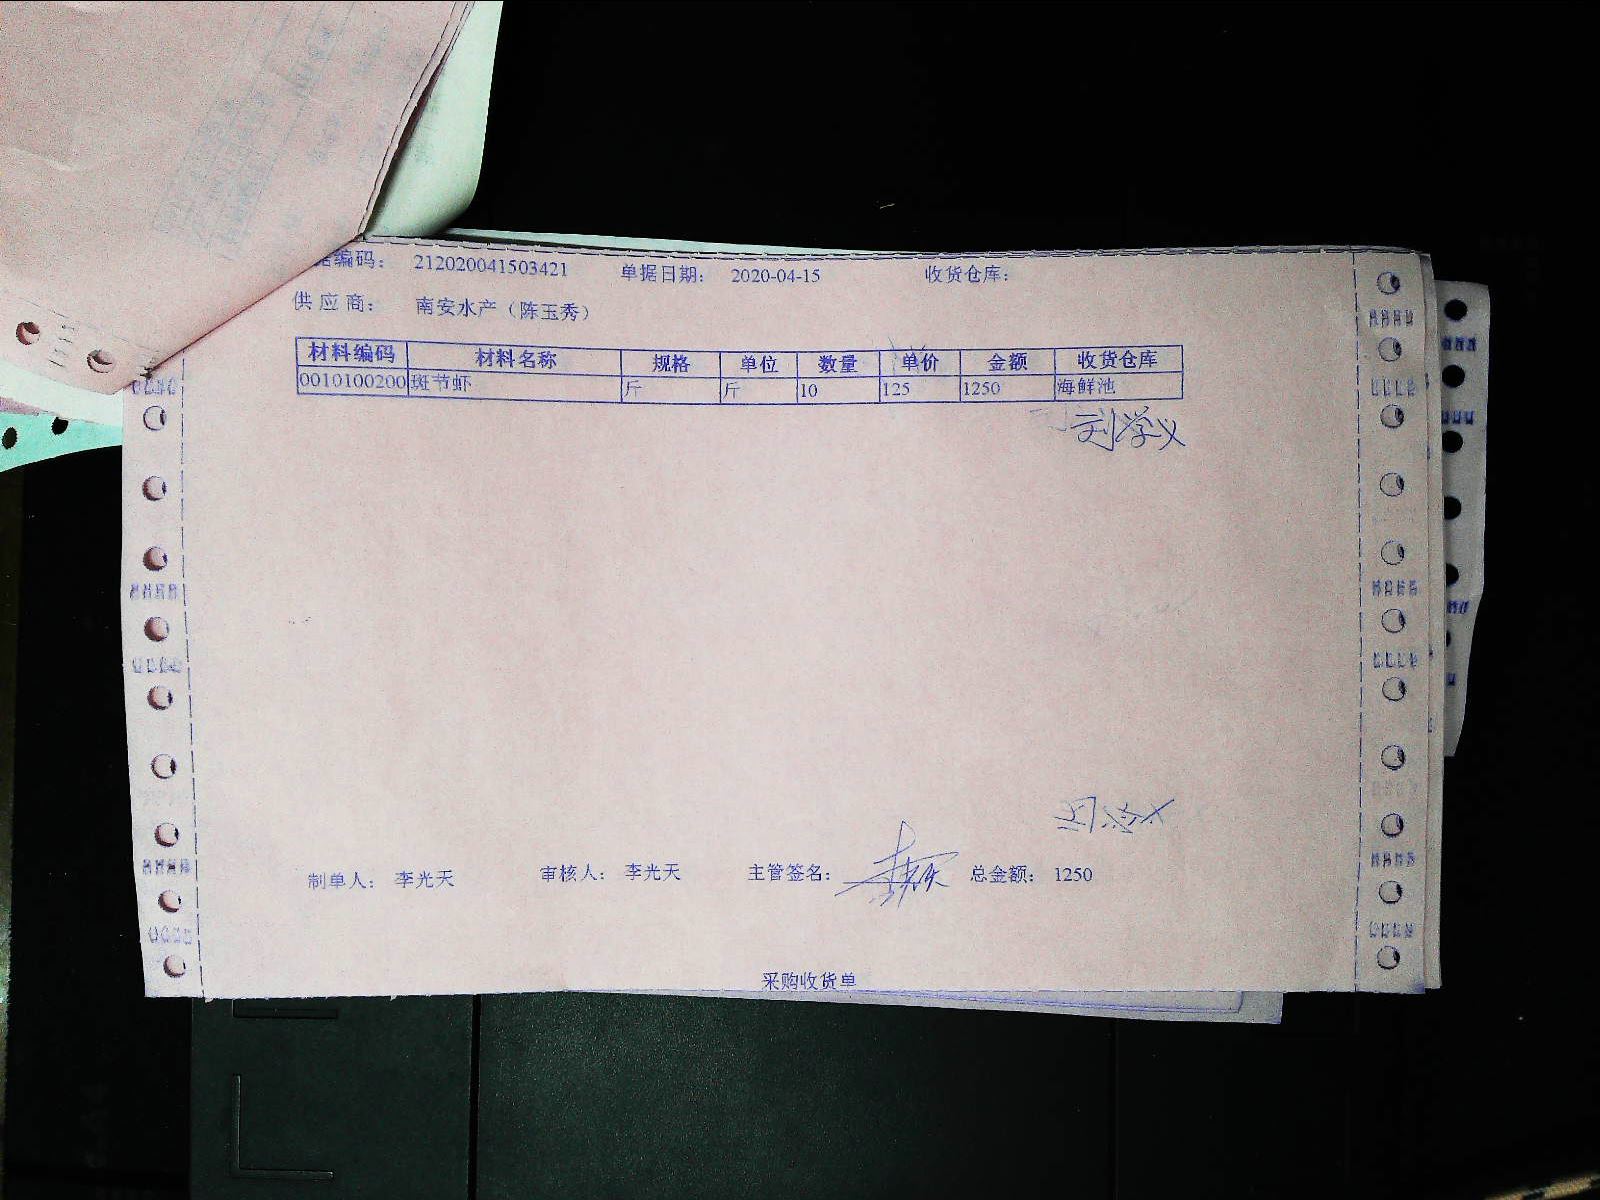 编码： 212020041503421 单据日期： 2020-04-15 收货仓库：
供 应 商： 南安水产（陈玉秀）
材料编码 材料名称 规格 单位 数量 单价 金额 收货仓库
0010100200 斑节虾 斤 斤 10 125 1250 海鲜池
刘学义
制单人： 李光天 审核人： 李光天 主管签名： 总金额： 1250
采购收货单